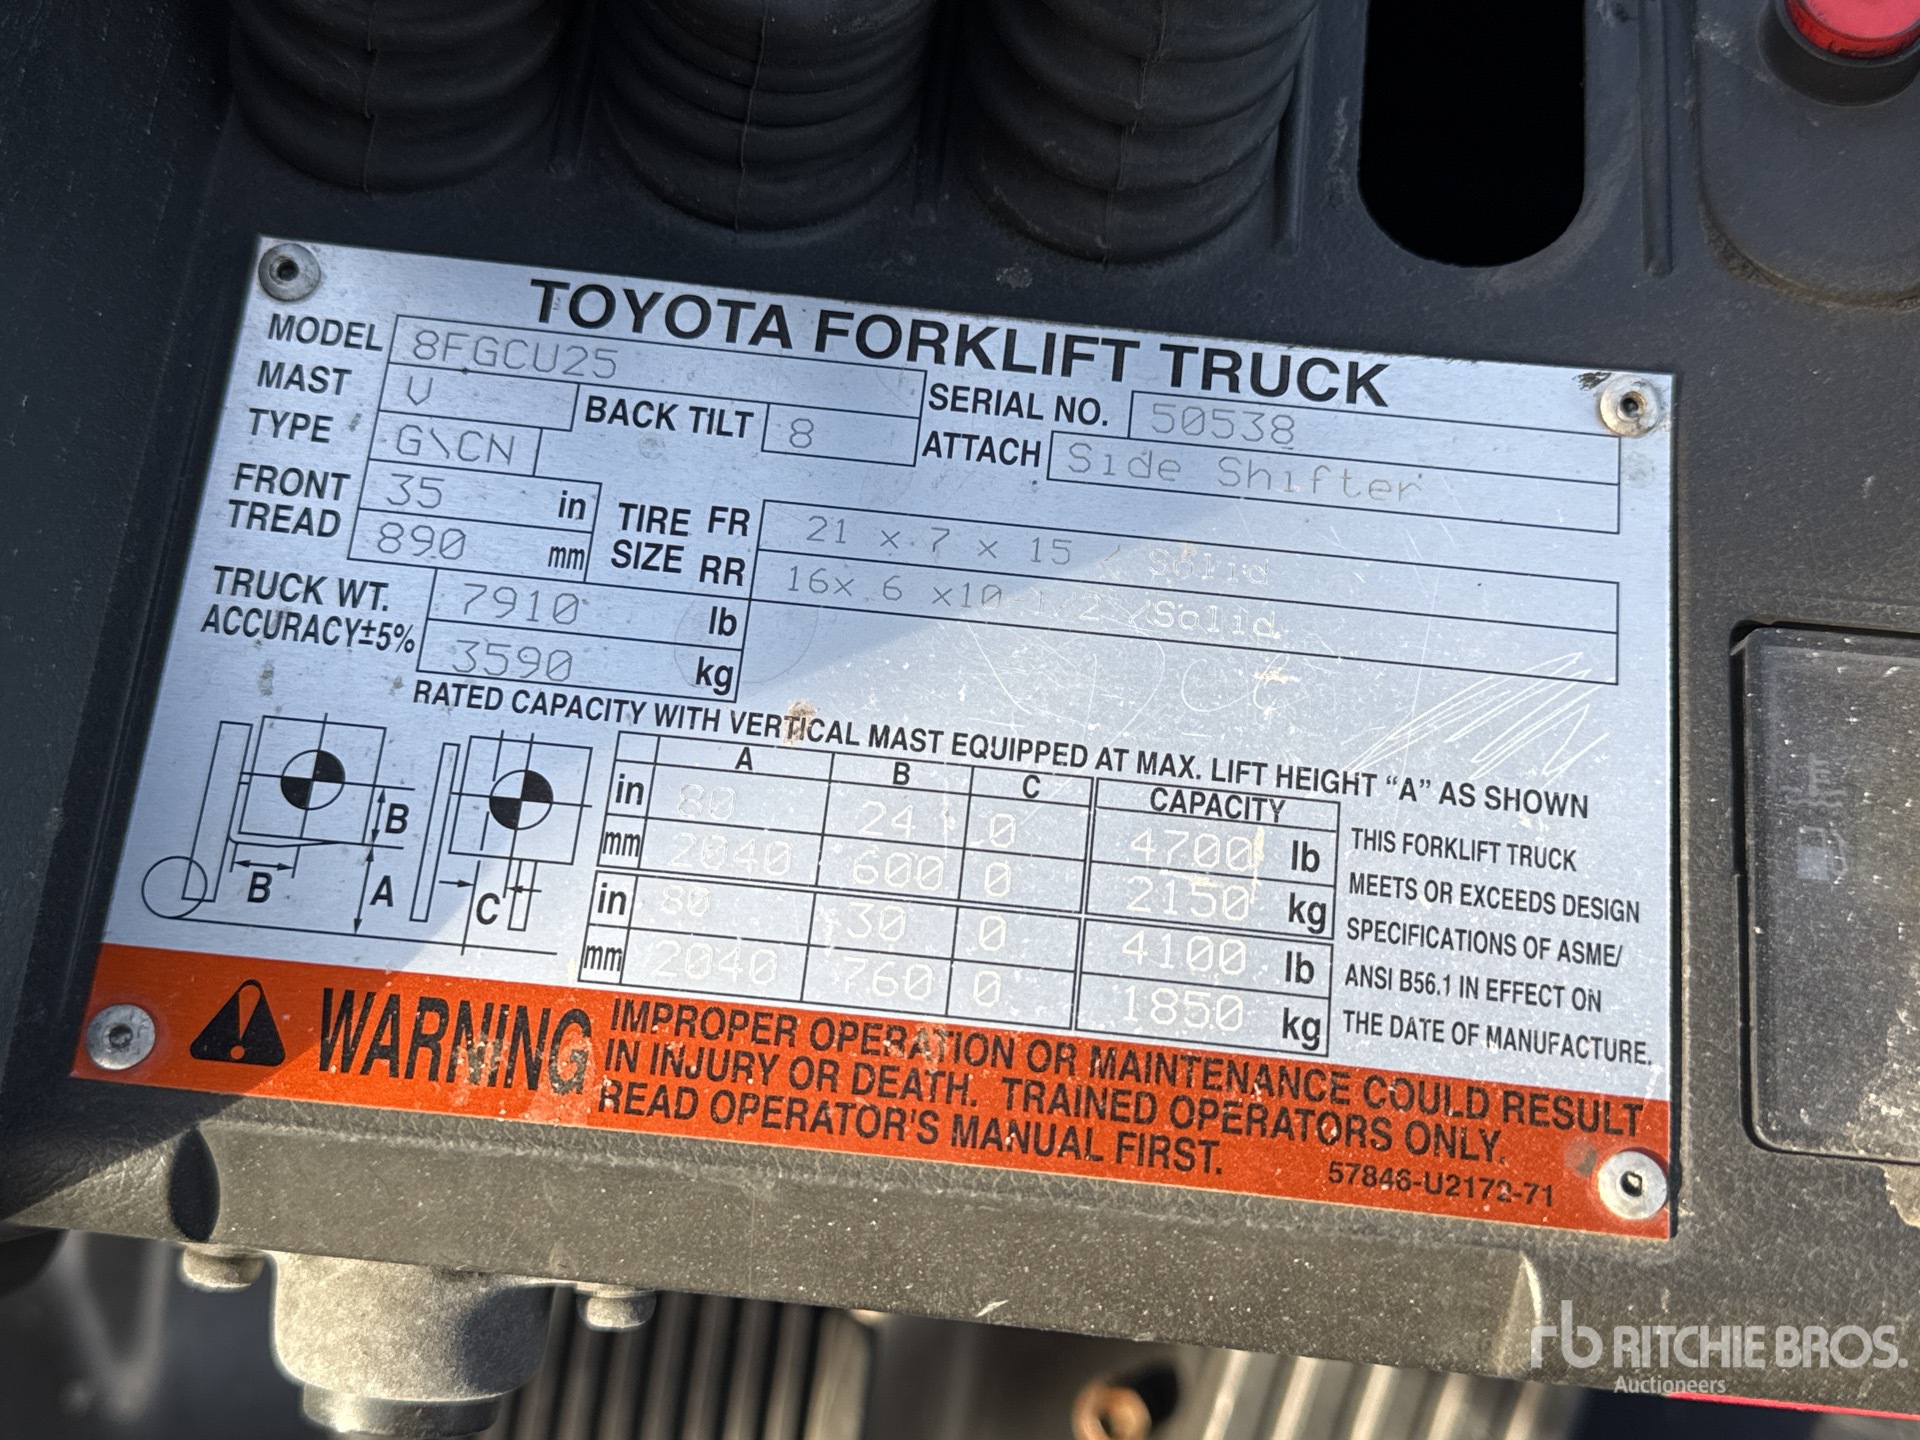 TOYOTA FORKLIFT TRUCK
MODEL 8FGCU25 SERIAL NO. 50538
MAST V BACK TILT 8 ATTACH Side Shifter
TYPE G\CN
FRONT TREAD 35 in TIRE SIZE FR 21 x 7 x 15 / Solid
890 mm RR 16x 6 x10 1/2 /Solid
TRUCK WT. 7910 lb
ACCURACY±5% 3590 kg
RATED CAPACITY WITH VERTICAL MAST EQUIPPED AT MAX. LIFT HEIGHT “A” AS SHOWN
A B C CAPACITY
in 80 24 0 4700 lb
mm 2040 600 0 2150 kg
in 80 30 0 4100 lb
mm 2040 760 0 1850 kg
B
B
A
C
THIS FORKLIFT TRUCK
MEETS OR EXCEEDS DESIGN
SPECIFICATIONS OF ASME/
ANSI B56.1 IN EFFECT ON
THE DATE OF MANUFACTURE.
WARNING
IMPROPER OPERATION OR MAINTENANCE COULD RESULT
IN INJURY OR DEATH. TRAINED OPERATORS ONLY.
READ OPERATOR'S MANUAL FIRST.
57846-U2172-71
rb RITCHIE BROS.
Auctioneers